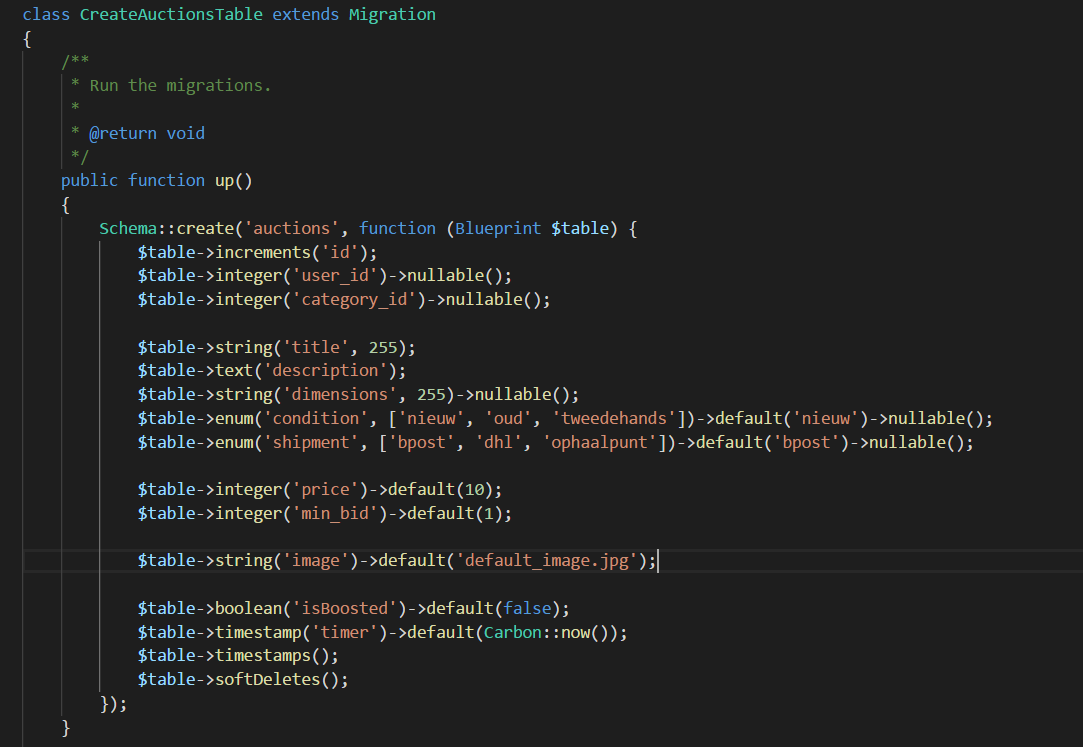 class CreateAuctionsTable extends Migration
{
    /**
     * Run the migrations.
     *
     * @return void
     */
    public function up()
    {
        Schema::create('auctions', function (Blueprint $table) {
            $table->increments('id');
            $table->integer('user_id')->nullable();
            $table->integer('category_id')->nullable();

            $table->string('title', 255);
            $table->text('description');
            $table->string('dimensions', 255)->nullable();
            $table->enum('condition', ['nieuw', 'oud', 'tweedehands'])->default('nieuw')->nullable();
            $table->enum('shipment', ['bpost', 'dhl', 'ophaalpunt'])->default('bpost')->nullable();

            $table->integer('price')->default(10);
            $table->integer('min_bid')->default(1);

            $table->string('image')->default('default_image.jpg');

            $table->boolean('isBoosted')->default(false);
            $table->timestamp('timer')->default(Carbon::now());
            $table->timestamps();
            $table->softDeletes();
        });
    }